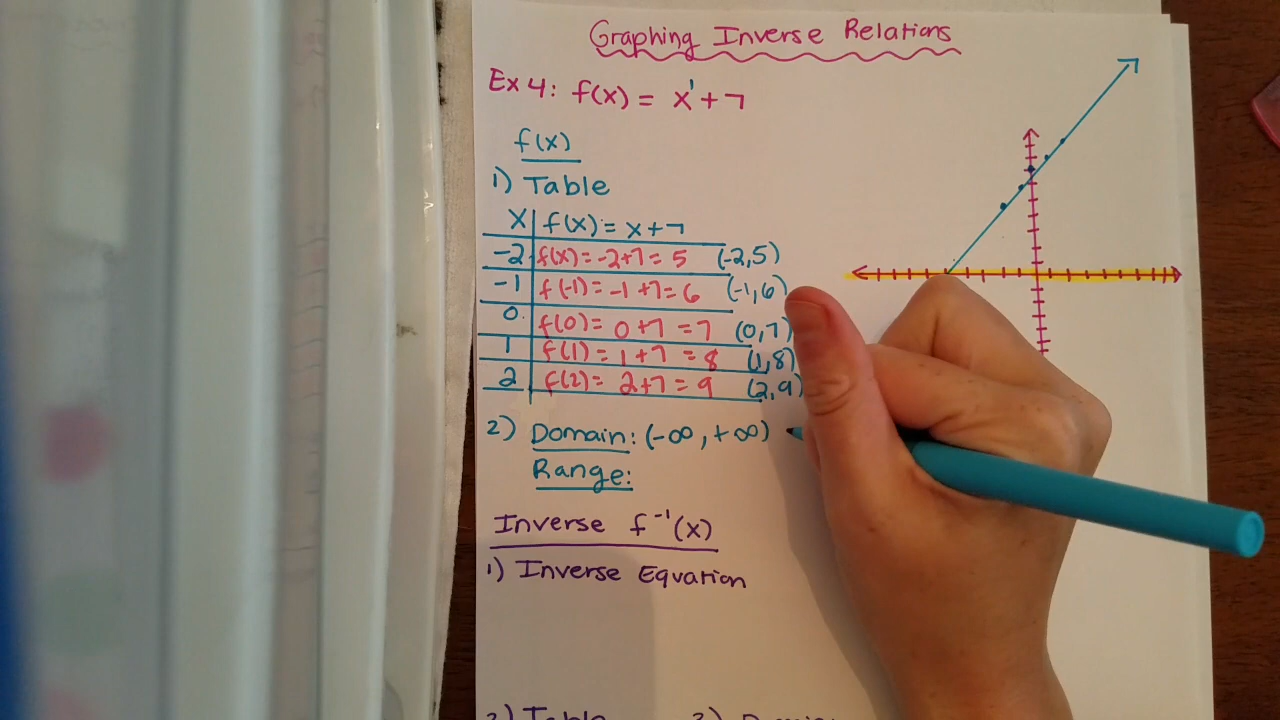 Graphing Inverse Relations
Ex 4: f(x) = x¹+7
f(x)
1) Table
X | f(x) = x+7
-2 f(x) = -2+7 = 5 (-2,5)
-1 f(-1) = -1+7 = 6 (-1,6)
0 f(0) = 0+7 = 7 (0,7)
1 f(1) = 1+7 = 8 (1,8)
2 f(2) = 2+7 = 9 (2,9)
2) Domain: (-∞, +∞)
Range:
Inverse f⁻¹(x)
1) Inverse Equation
2) Table